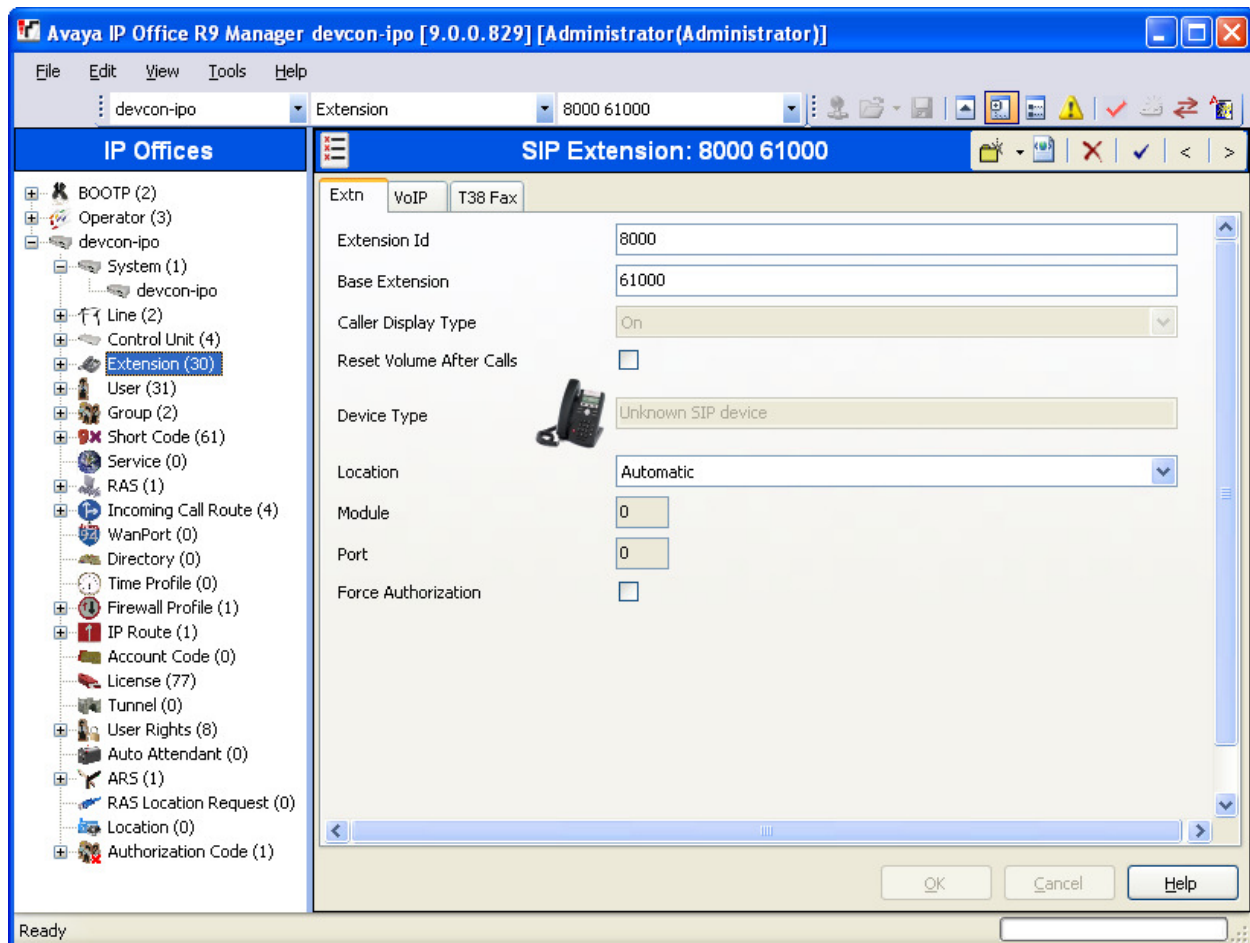 Avaya IP Office R9 Manager devcon-ipo [9.0.0.829] [Administrator(Administrator)]
File Edit View Tools Help
devcon-ipo Extension 8000 61000
IP Offices
BOOTP (2)
Operator (3)
devcon-ipo
System (1)
devcon-ipo
Line (2)
Control Unit (4)
Extension (30)
User (31)
Group (2)
Short Code (61)
Service (0)
RAS (1)
Incoming Call Route (4)
WanPort (0)
Directory (0)
Time Profile (0)
Firewall Profile (1)
IP Route (1)
Account Code (0)
License (77)
Tunnel (0)
User Rights (8)
Auto Attendant (0)
ARS (1)
RAS Location Request (0)
Location (0)
Authorization Code (1)
SIP Extension: 8000 61000
Extn VoIP T38 Fax
Extension Id 8000
Base Extension 61000
Caller Display Type On
Reset Volume After Calls
Device Type Unknown SIP device
Location Automatic
Module 0
Port 0
Force Authorization
OK Cancel Help
Ready